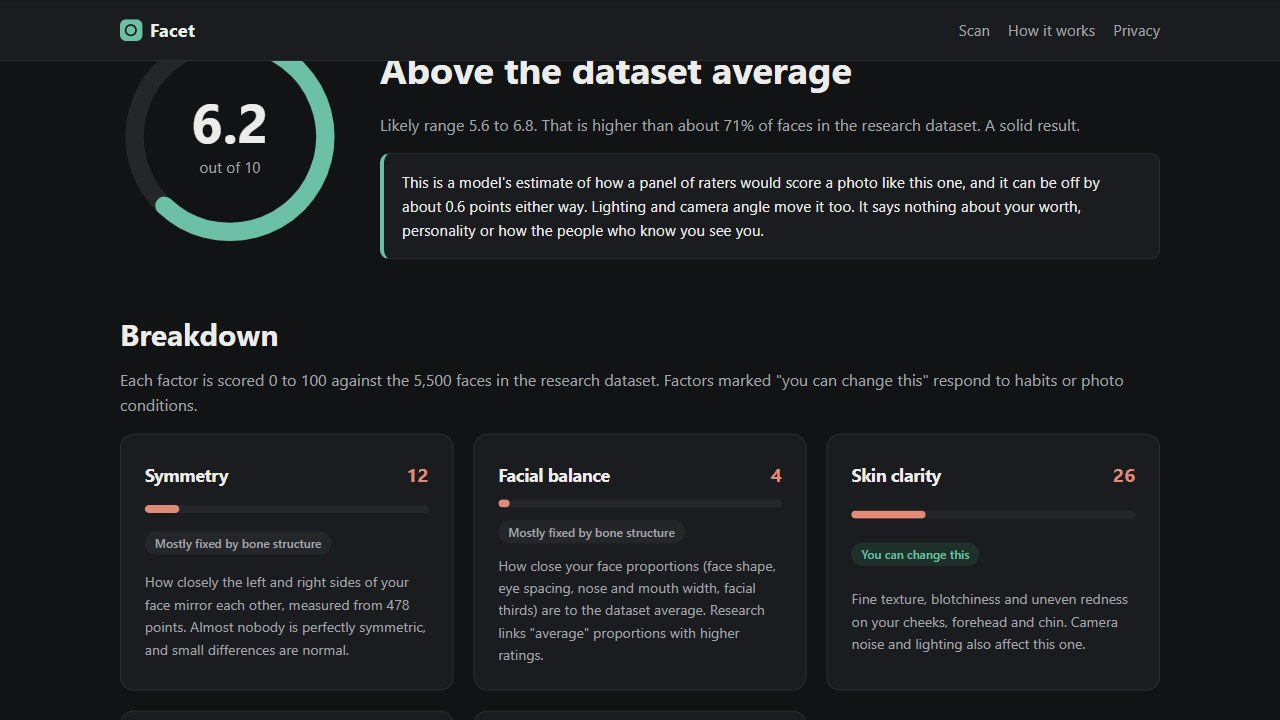 Facet
Scan
How it works
Privacy
Above the dataset average
6.2
out of 10
Likely range 5.6 to 6.8. That is higher than about 71% of faces in the research dataset. A solid result.
This is a model's estimate of how a panel of raters would score a photo like this one, and it can be off by
about 0.6 points either way. Lighting and camera angle move it too. It says nothing about your worth,
personality or how the people who know you see you.
Breakdown
Each factor is scored 0 to 100 against the 5,500 faces in the research dataset. Factors marked "you can change this" respond to habits or photo
conditions.
Symmetry
12
Mostly fixed by bone structure
How closely the left and right sides of your
face mirror each other, measured from 478
points. Almost nobody is perfectly symmetric,
and small differences are normal.
Facial balance
4
Mostly fixed by bone structure
How close your face proportions (face shape,
eye spacing, nose and mouth width, facial
thirds) are to the dataset average. Research
links "average" proportions with higher
ratings.
Skin clarity
26
You can change this
Fine texture, blotchiness and uneven redness
on your cheeks, forehead and chin. Camera
noise and lighting also affect this one.